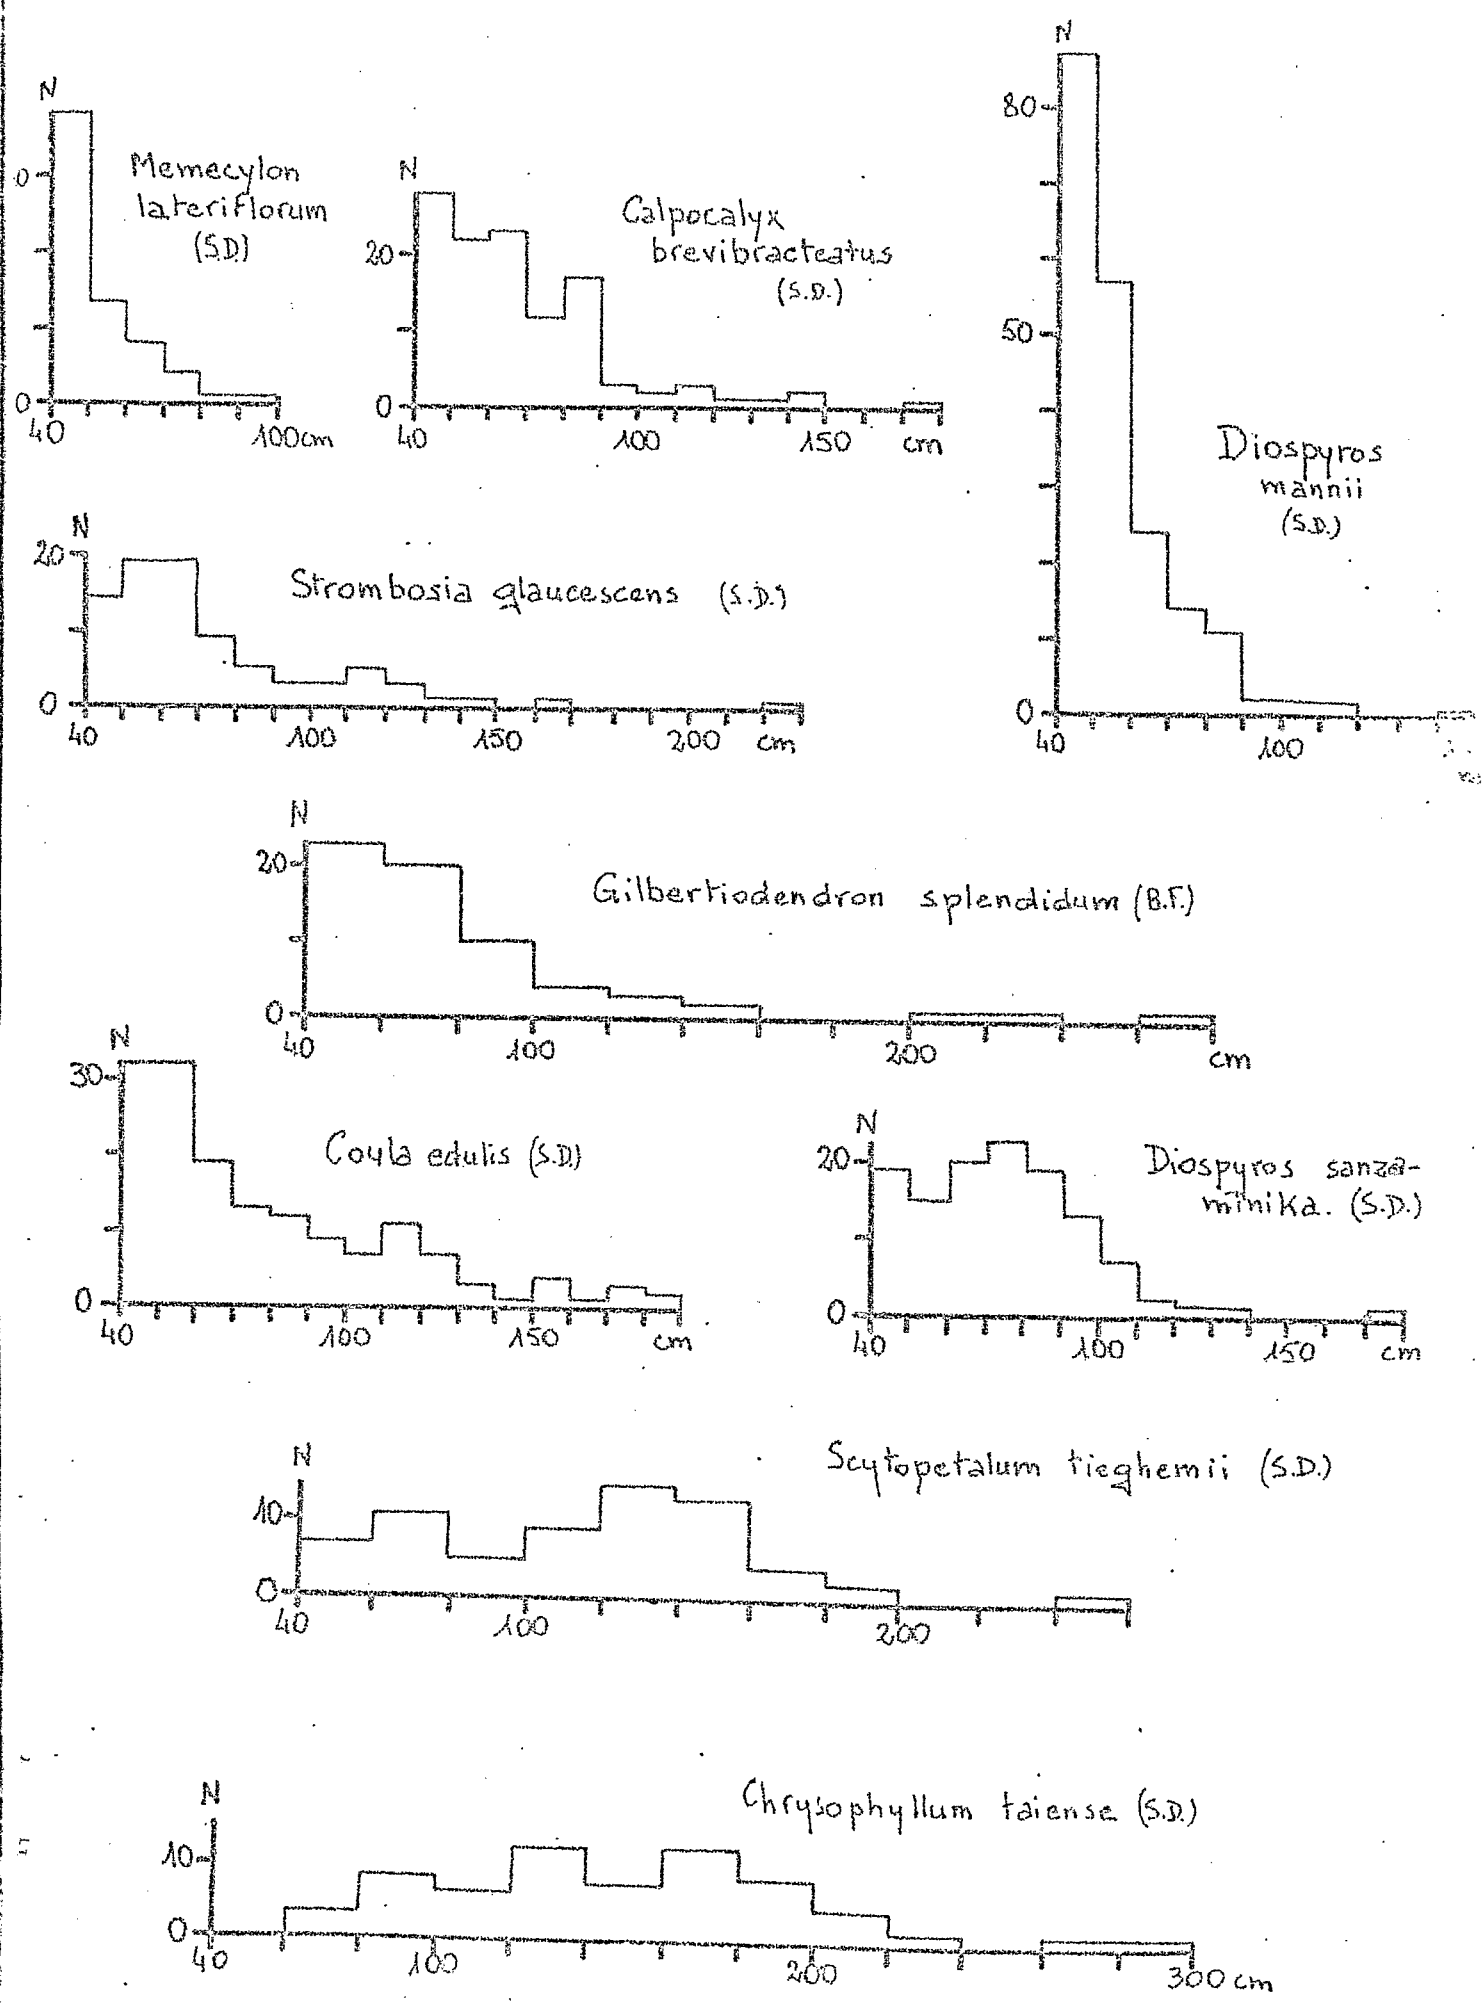 N
0
0
40
100cm
Memecylon
lateriflorum
(S.D.)
N
20
0
40
100
150
cm
Calpocalyx
brevibracteatus
(S.D.)
N
80
50
0
40
100
Diospyros
mannii
(S.D.)
N
20
0
40
100
150
200
cm
Strombosia glaucescens (S.D.)
N
20
0
40
100
200
cm
Gilbertiodendron splendidum (B.F.)
N
30
0
40
100
150
cm
Coula edulis (S.D.)
N
20
0
40
100
150
cm
Diospyros sanza-
minika. (S.D.)
N
10
0
40
100
200
Scytopetalum tieghemii (S.D.)
N
10
0
40
100
200
300 cm
Chrysophyllum taiense (S.D.)